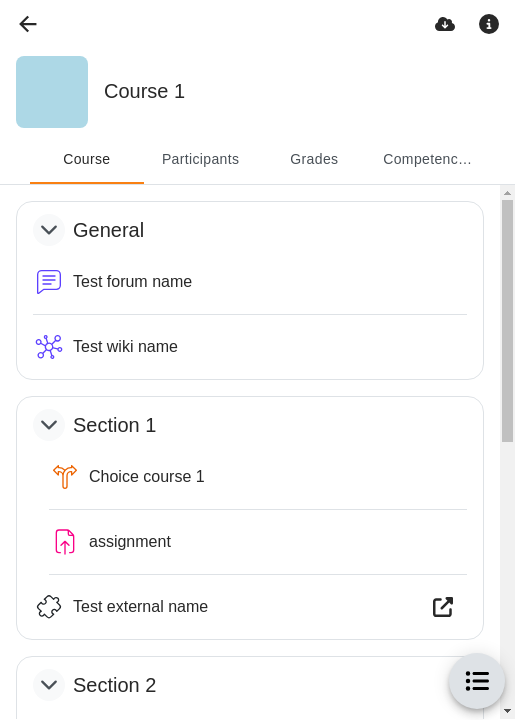 Course 1
Course
Participants
Grades
Competenc…
General
Test forum name
Test wiki name
Section 1
Choice course 1
assignment
Test external name
Section 2